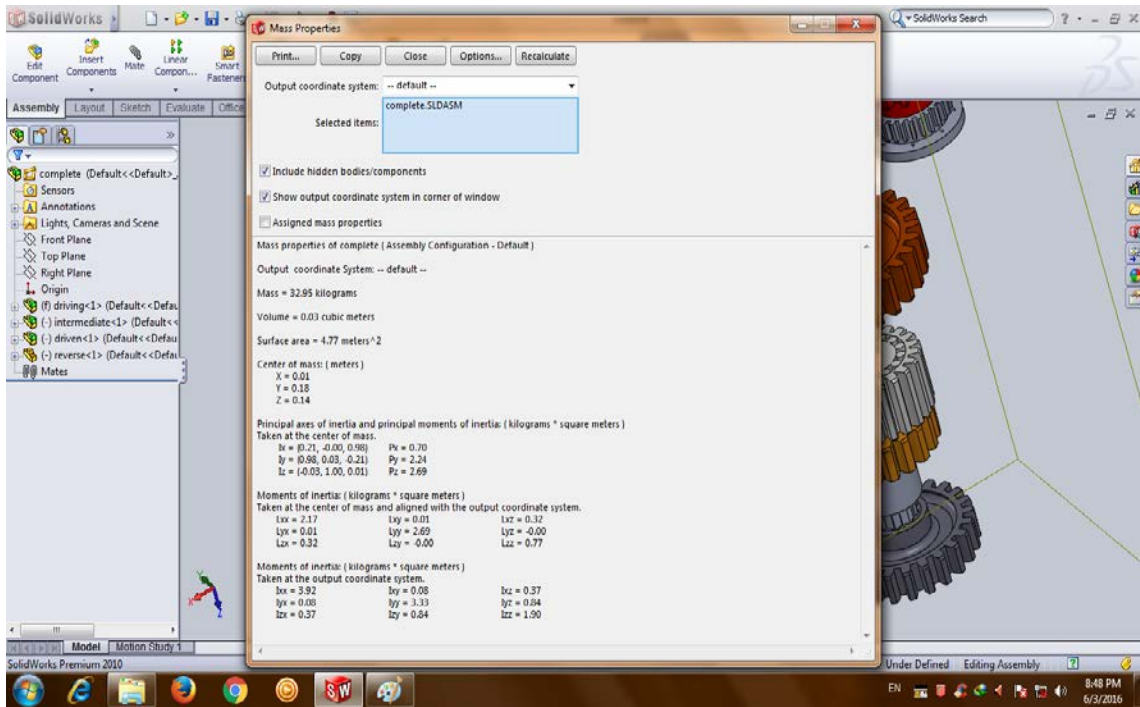 SolidWorks
Mass Properties
SolidWorks Search
Print... Copy Close Options... Recalculate
Edit Component
Insert Components
Mate
Linear Compon...
Smart Fasteners
Output coordinate system: -- default --
Assembly Layout Sketch Evaluate Office
Selected items: complete.SLDASM
Include hidden bodies/components
Show output coordinate system in corner of window
Assigned mass properties
complete (Default<<Default>_
Sensors
Annotations
Lights, Cameras and Scene
Front Plane
Top Plane
Right Plane
Origin
(f) driving<1> (Default<<Defau
(-) intermediate<1> (Default<<
(-) driven<1> (Default<<Defau
(-) reverse<1> (Default<<Defau
Mates
Mass properties of complete ( Assembly Configuration - Default )
Output coordinate System: -- default --
Mass = 32.95 kilograms
Volume = 0.03 cubic meters
Surface area = 4.77 meters^2
Center of mass: ( meters )
X = 0.01
Y = 0.18
Z = 0.14
Principal axes of inertia and principal moments of inertia: ( kilograms * square meters )
Taken at the center of mass.
Ix = (0.21, -0.00, 0.98) Px = 0.70
Iy = (0.98, 0.03, -0.21) Py = 2.24
Iz = (-0.03, 1.00, 0.01) Pz = 2.69
Moments of inertia: ( kilograms * square meters )
Taken at the center of mass and aligned with the output coordinate system.
Lxx = 2.17 Lxy = 0.01 Lxz = 0.32
Lyx = 0.01 Lyy = 2.69 Lyz = -0.00
Lzx = 0.32 Lzy = -0.00 Lzz = 0.77
Moments of inertia: ( kilograms * square meters )
Taken at the output coordinate system.
Ixx = 3.92 Ixy = 0.08 Ixz = 0.37
Iyx = 0.08 Iyy = 3.33 Iyz = 0.84
Izx = 0.37 Izy = 0.84 Izz = 1.90
Model Motion Study 1
SolidWorks Premium 2010
Under Defined Editing Assembly
EN
8:48 PM
6/3/2016